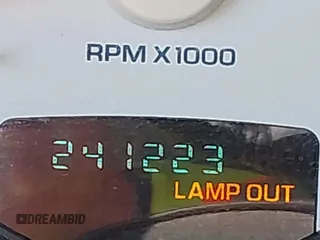 RPM X1000
241223
LAMP OUT
DREAMBID